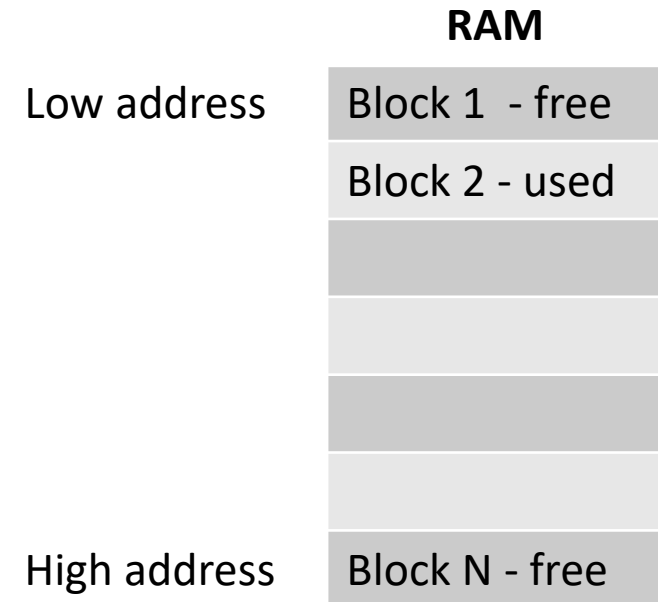 RAM
Low address Block 1 - free
Block 2 - used
High address Block N - free